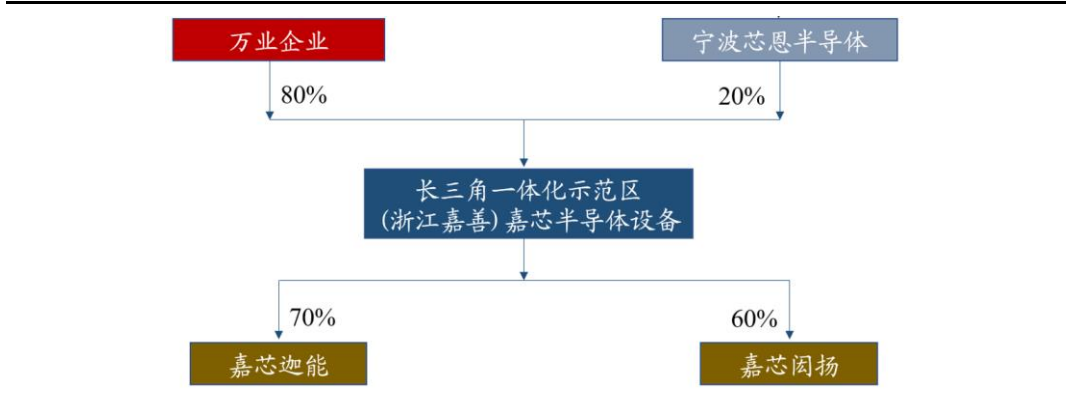 万业企业
宁波芯恩半导体
80%
20%
长三角一体化示范区
(浙江嘉善)嘉芯半导体设备
70%
60%
嘉芯迦能
嘉芯闳扬